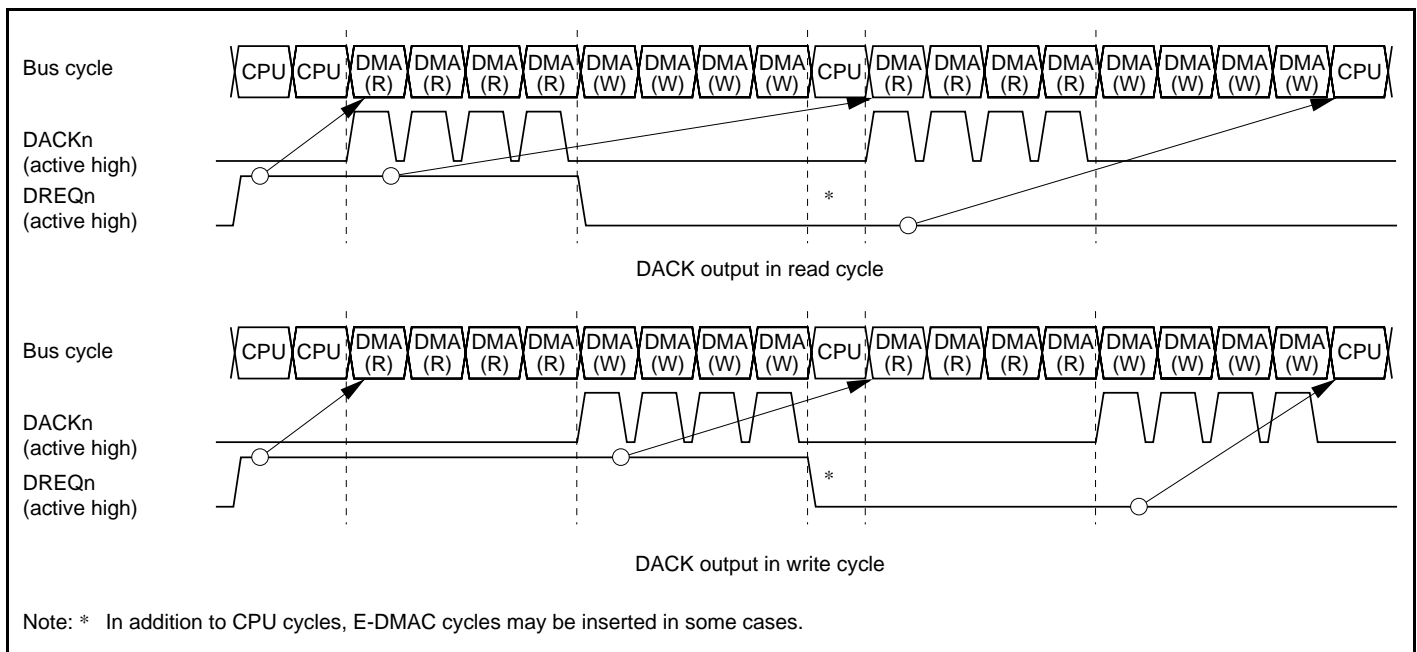 Bus cycle
CPU CPU DMA (R) DMA (R) DMA (R) DMA (R) DMA (W) DMA (W) DMA (W) DMA (W) CPU DMA (R) DMA (R) DMA (R) DMA (R) DMA (W) DMA (W) DMA (W) DMA (W) CPU
DACKn
(active high)
DREQn
(active high)
*
DACK output in read cycle
Bus cycle
CPU CPU DMA (R) DMA (R) DMA (R) DMA (R) DMA (W) DMA (W) DMA (W) DMA (W) CPU DMA (R) DMA (R) DMA (R) DMA (R) DMA (W) DMA (W) DMA (W) DMA (W) CPU
DACKn
(active high)
DREQn
(active high)
*
DACK output in write cycle
Note: * In addition to CPU cycles, E-DMAC cycles may be inserted in some cases.